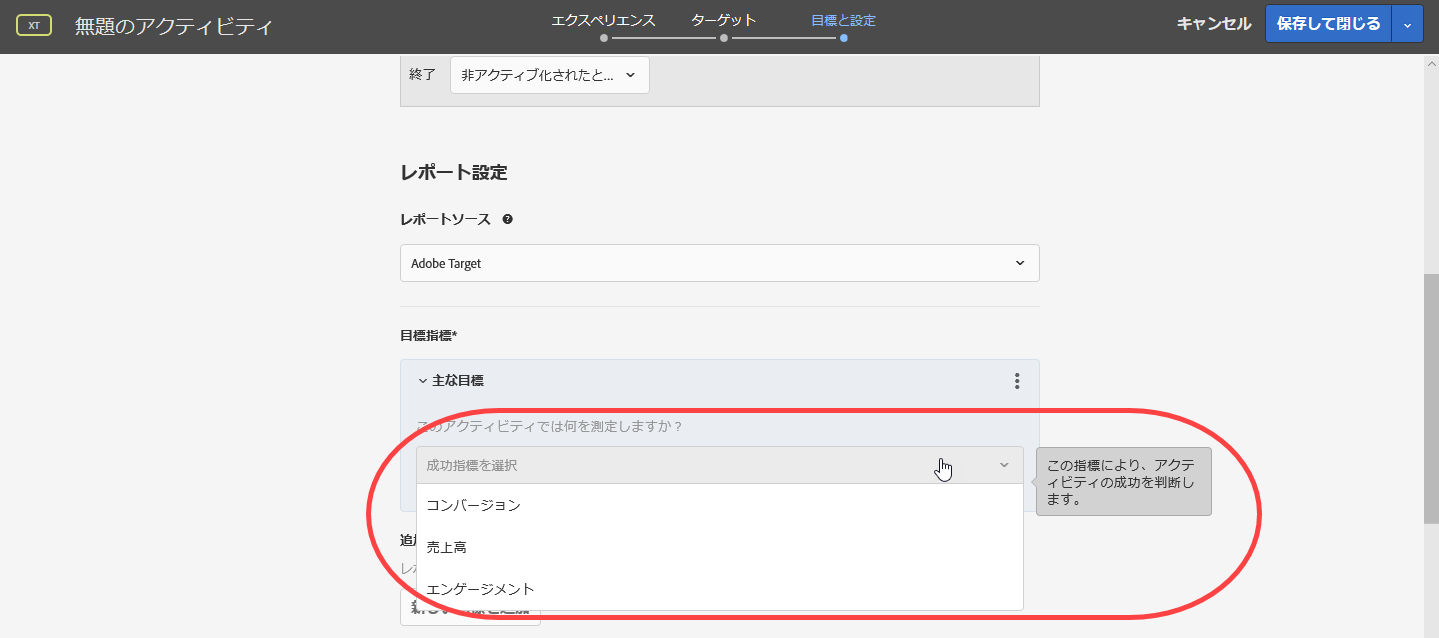 XT
無題のアクティビティ
エクスペリエンス
ターゲット
目標と設定
キャンセル
保存して閉じる
終了
非アクティブ化されたと...
レポート設定
レポートソース
Adobe Target
目標指標*
主な目標
このアクティビティでは何を測定しますか？
成功指標を選択
この指標により、アクテ
ィビティの成功を判断し
ます。
コンバージョン
売上高
エンゲージメント